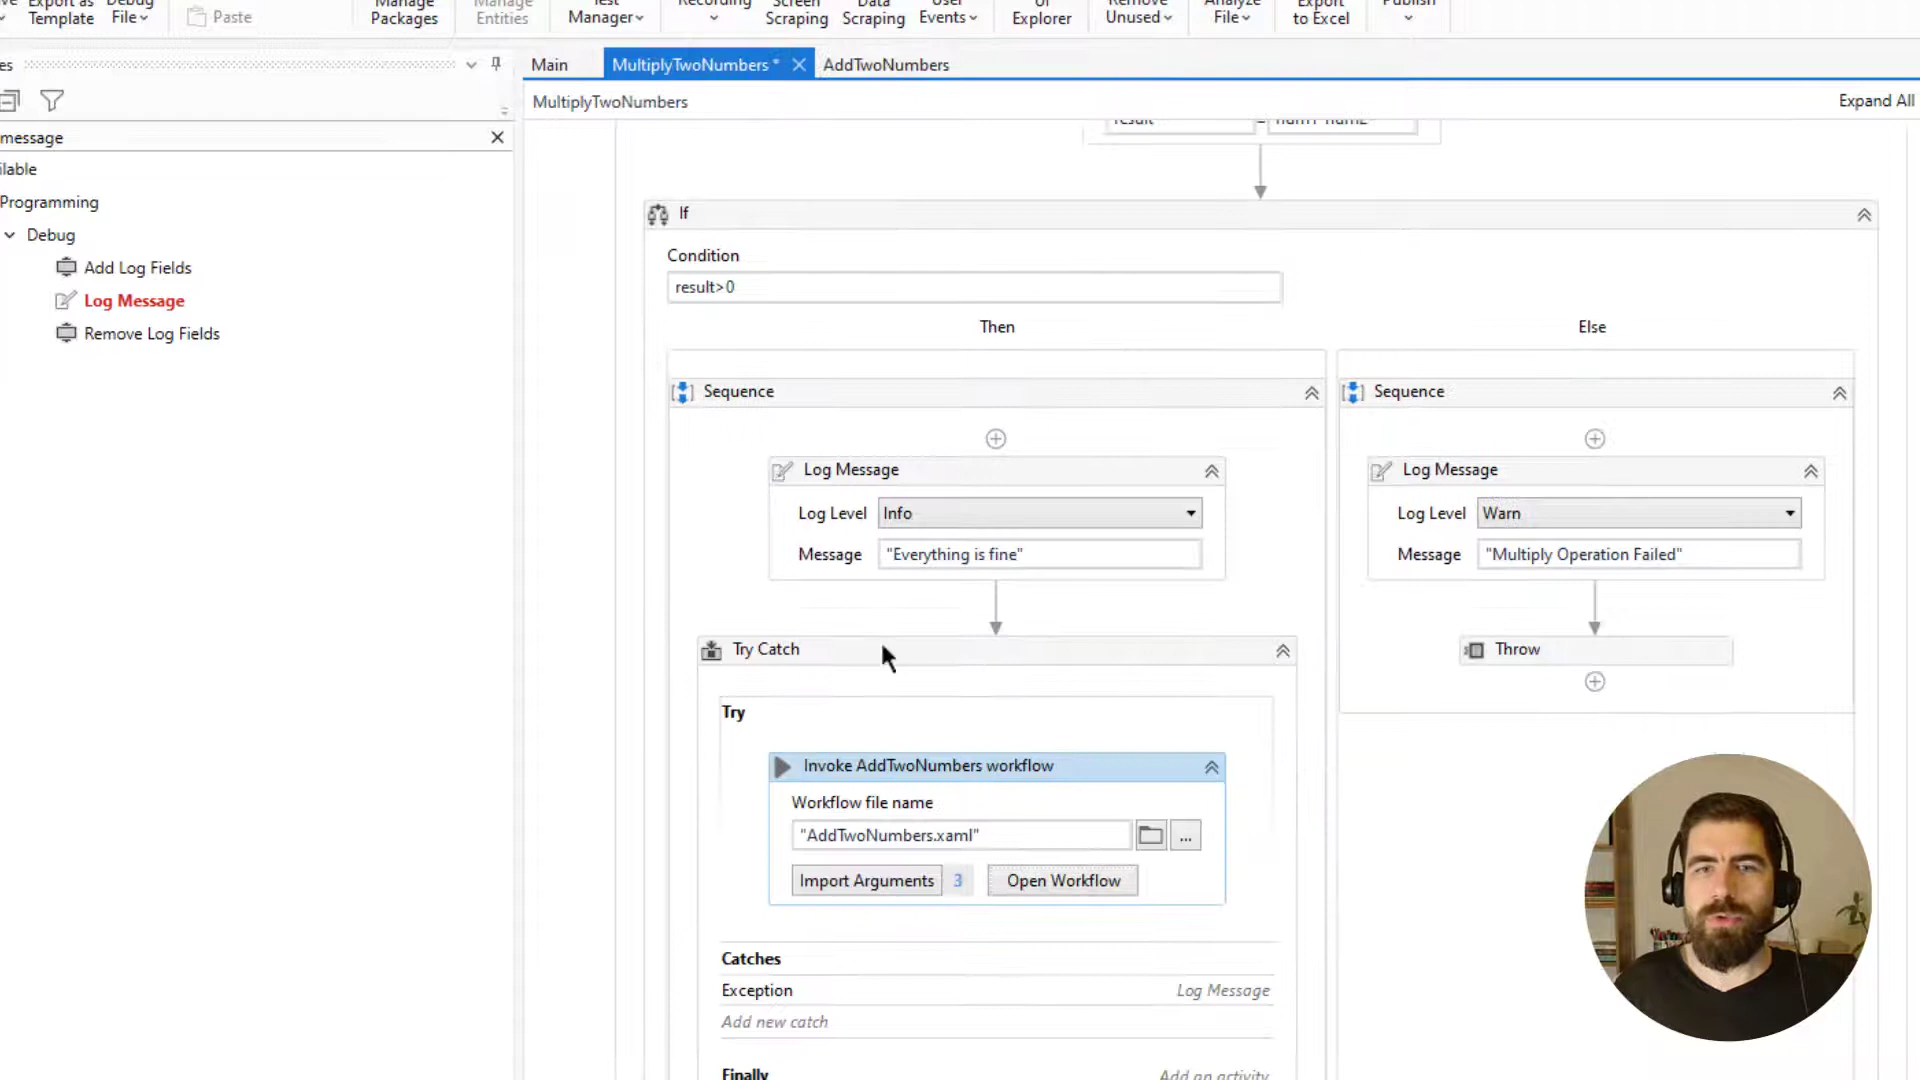 Export as
Template
Debug
File
Paste
Manage
Packages
Manage
Entities
Test
Manager
Recording
Screen
Scraping
Data
Scraping
User
Events
UI
Explorer
Remove
Unused
Analyze
File
Export
to Excel
Publish
es
Main
MultiplyTwoNumbers *
AddTwoNumbers
MultiplyTwoNumbers
Expand All
message
ilable
Programming
Debug
Add Log Fields
Log Message
Remove Log Fields
result
=
If
Condition
result>0
Then
Else
Sequence
Sequence
Log Message
Log Level
Info
Message
"Everything is fine"
Log Message
Log Level
Warn
Message
"Multiply Operation Failed"
Try Catch
Throw
Try
Invoke AddTwoNumbers workflow
Workflow file name
"AddTwoNumbers.xaml"
...
Import Arguments
3
Open Workflow
Catches
Exception
Log Message
Add new catch
Finally
Add an activity